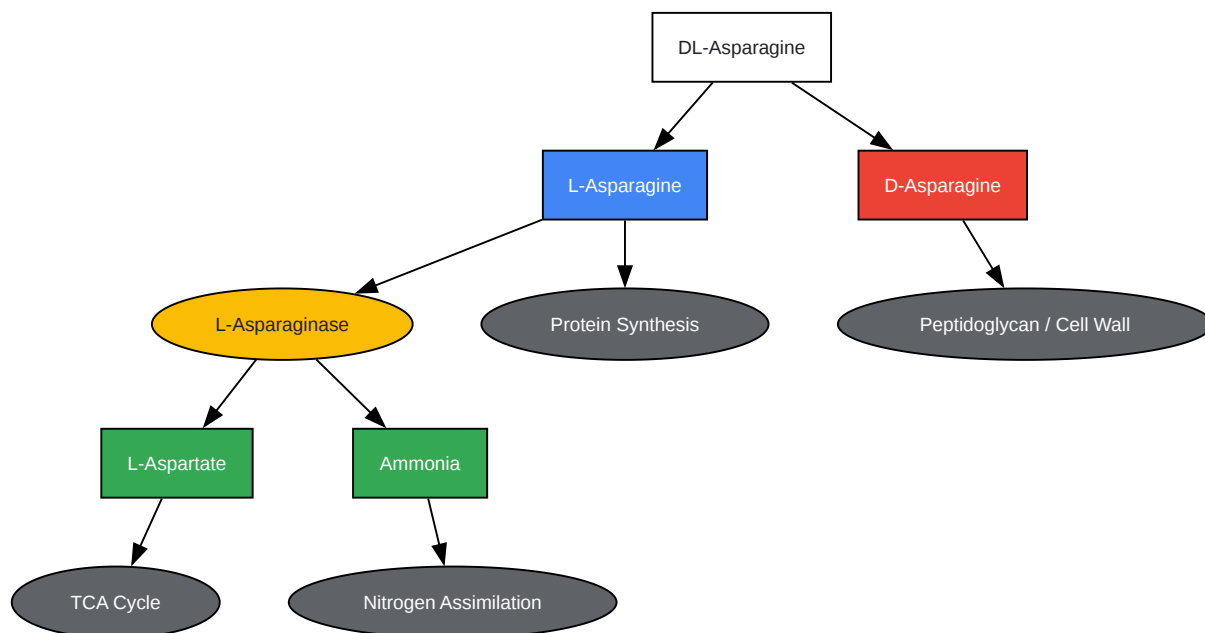 DL-Asparagine
L-Asparagine
D-Asparagine
L-Asparaginase
Protein Synthesis
Peptidoglycan / Cell Wall
L-Aspartate
Ammonia
TCA Cycle
Nitrogen Assimilation